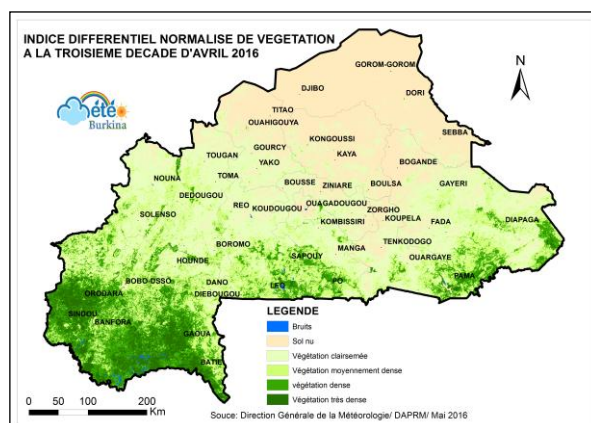 INDICE DIFFERENTIEL NORMALISE DE VEGETATION
A LA TROISIEME DECADE D'AVRIL 2016
N
GOROM-GOROM
DJIBO
DORI
été
Burkina
TITAO
OUAHIGOUYA
SEBBA
KONGOUSSI
GOURCY
TOUGAN
KAYA
YAKO
BOGANDE
NOUNA
TOMA
BOUSSE
ZINIARE
BOULSA
GAYERI
DEDOUGOU
REO
OUAGADOUGOU
SOLENSO
KOUDOUGOU
ZORGHO
KOUPELA
FADA
DIAPAGA
KOMBISSIRI
BOROMO
MANGA
TENKODOGO
SAPOUY
OUARGAYE
HOUNDE
BOBO-DSSO
DANO
LEO
PO
PAMA
OROUARA
DIEBOUGOU
SINDOU
BANFORA
GAOUA
BATIE
LEGENDE
Bruits
Sol nu
Végétation clairsemée
Végétation moyennement dense
végétation dense
Végétation trés dense
0 50 100 200
Km
Souce: Direction Générale de la Météorologie/ DAPRM/ Mai 2016